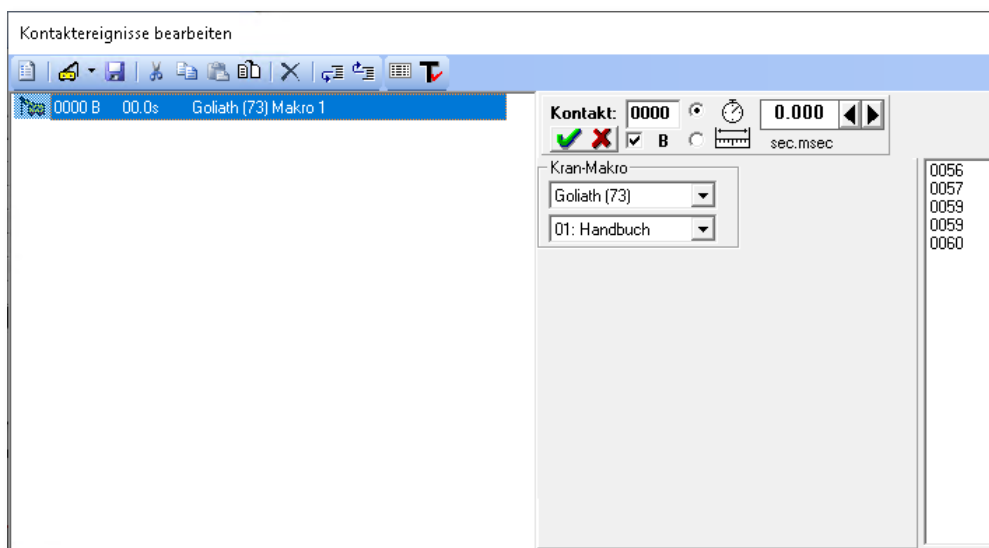 Kontaktereignisse bearbeiten
0000 B 00.0s Goliath (73) Makro 1
Kontakt: 0000 0.000
B sec.msec
Kran-Makro
Goliath (73)
01: Handbuch
0056
0057
0059
0059
0060